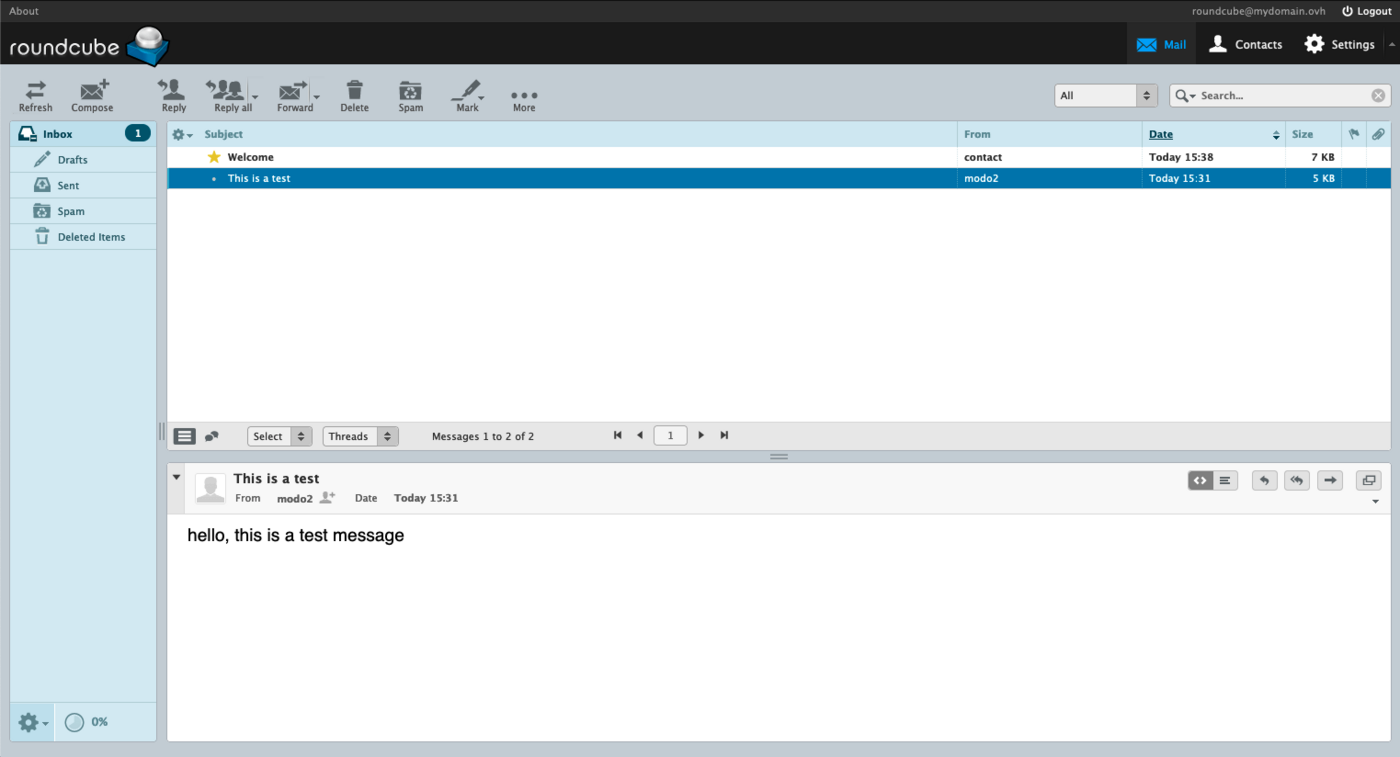 About roundcube@mydomain.ovh Logout
roundcube Mail Contacts Settings
Refresh Compose Reply Reply all Forward Delete Spam Mark More All Search...
Inbox 1
Drafts
Sent
Spam
Deleted Items
Subject From Date Size
Welcome contact Today 15:38 7 KB
This is a test modo2 Today 15:31 5 KB
Select Threads Messages 1 to 2 of 2 1
This is a test
From modo2 Date Today 15:31
hello, this is a test message
0%